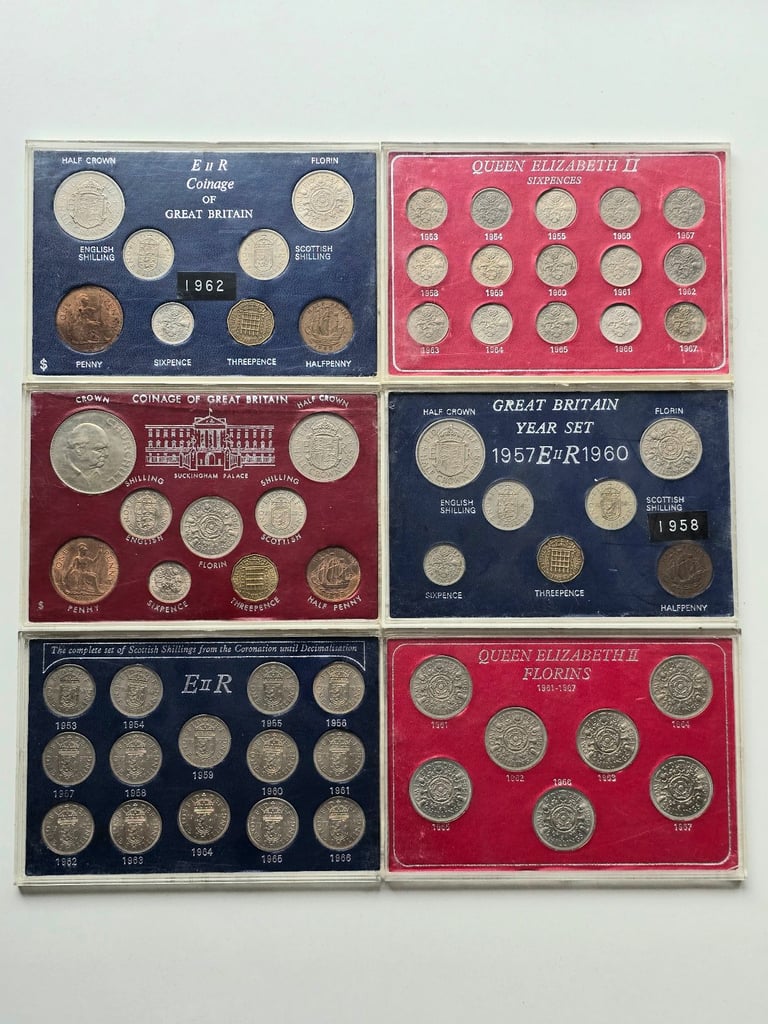 HALF CROWN
E II R
Coinage
OF
GREAT BRITAIN
FLORIN
ENGLISH
SHILLING
SCOTTISH
SHILLING
1962
$
PENNY
SIXPENCE
THREEPENCE
HALFPENNY
QUEEN ELIZABETH II
SIXPENCES
1953 1954 1955 1956 1957
1958 1959 1960 1961 1962
1963 1964 1965 1966 1967
CROWN
COINAGE OF GREAT BRITAIN
HALF CROWN
BUCKINGHAM PALACE
SHILLING
ENGLISH
SHILLING
SCOTTISH
FLORIN
$
PENNY
SIXPENCE
THREEPENCE
HALF PENNY
HALF CROWN
GREAT BRITAIN
YEAR SET
1957 E II R 1960
FLORIN
ENGLISH
SHILLING
SCOTTISH
SHILLING
1958
SIXPENCE
THREEPENCE
HALFPENNY
The complete set of Scottish Shillings from the Coronation until Decimalisation
E II R
1953 1954 1955 1956
1957 1958 1959 1960 1961
1962 1963 1964 1965 1966
QUEEN ELIZABETH II
FLORINS
1961-1967
1961 1964
1962 1963
1965 1966 1967